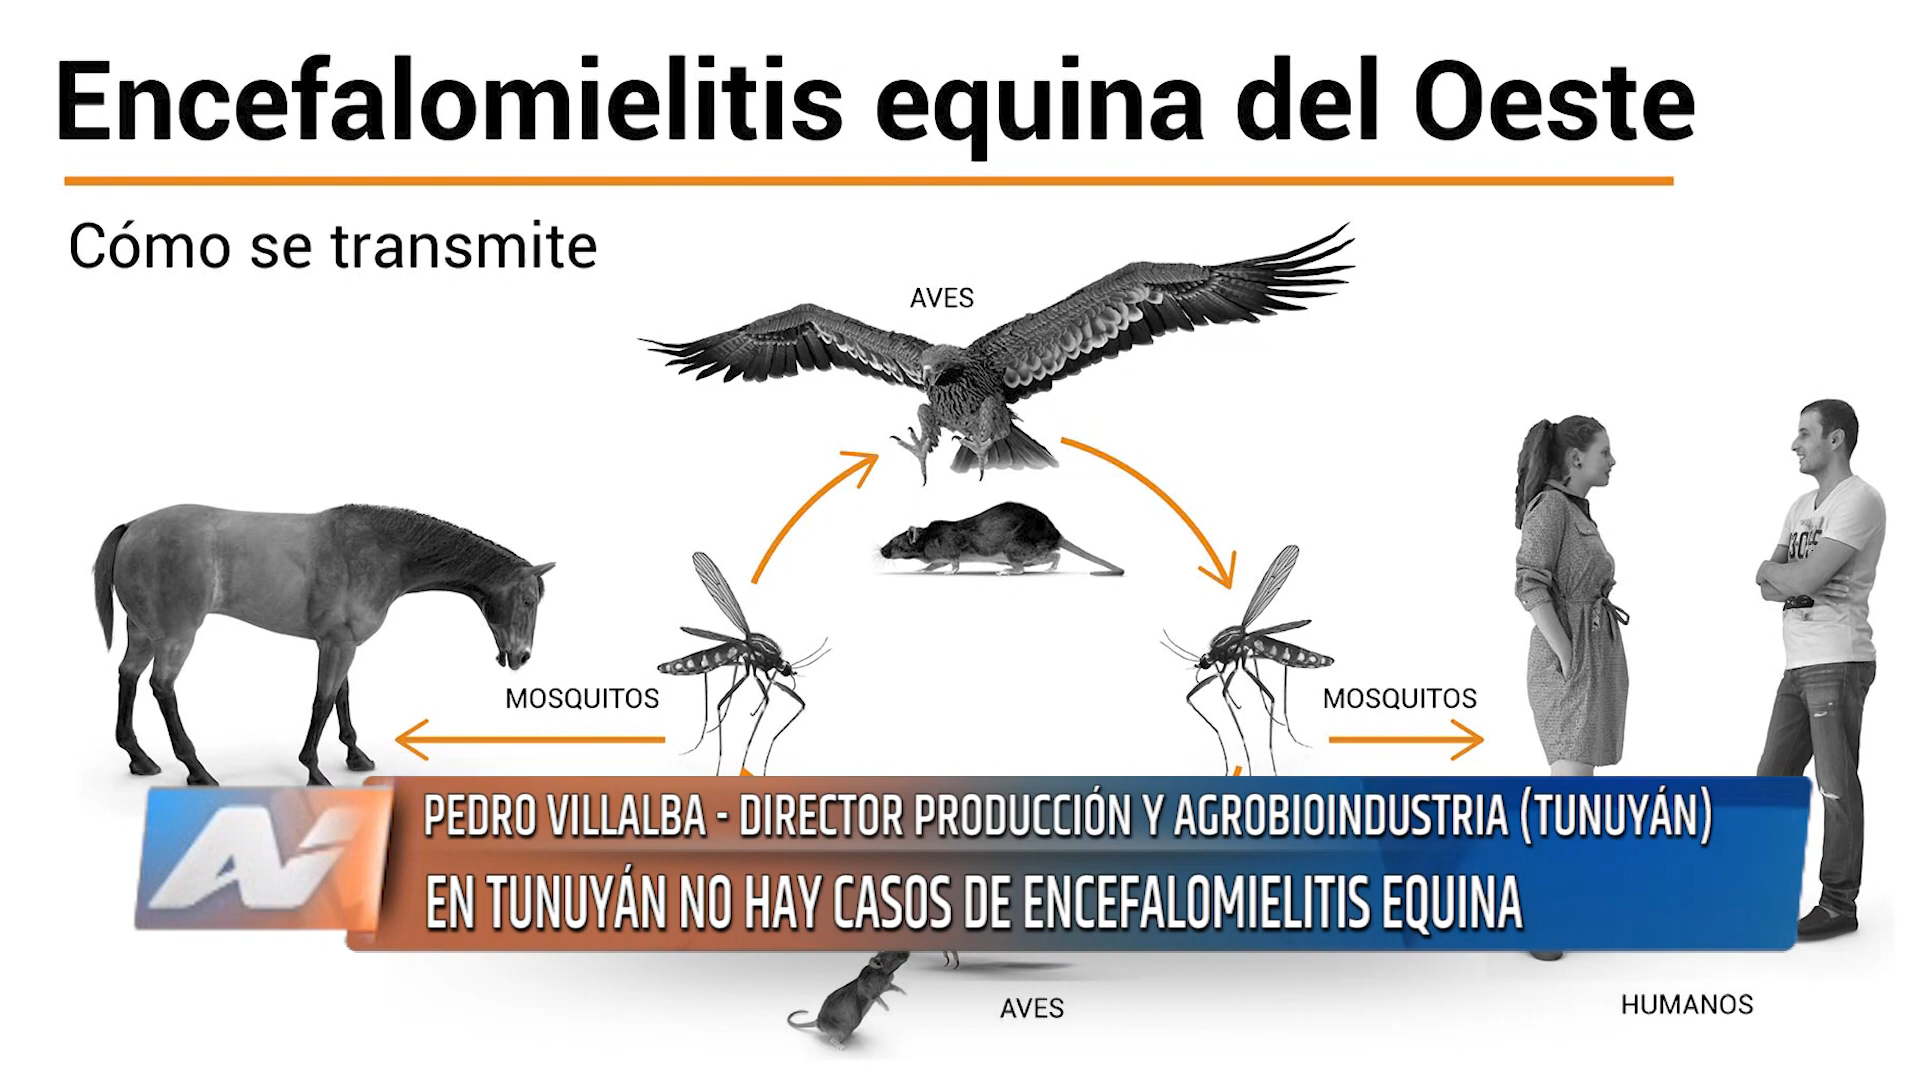 Encefalomielitis equina del Oeste
Cómo se transmite
AVES
MOSQUITOS
MOSQUITOS
PEDRO VILLALBA - DIRECTOR PRODUCCIÓN Y AGROBIOINDUSTRIA (TUNUYÁN)
EN TUNUYÁN NO HAY CASOS DE ENCEFALOMIELITIS EQUINA
AVES
HUMANOS